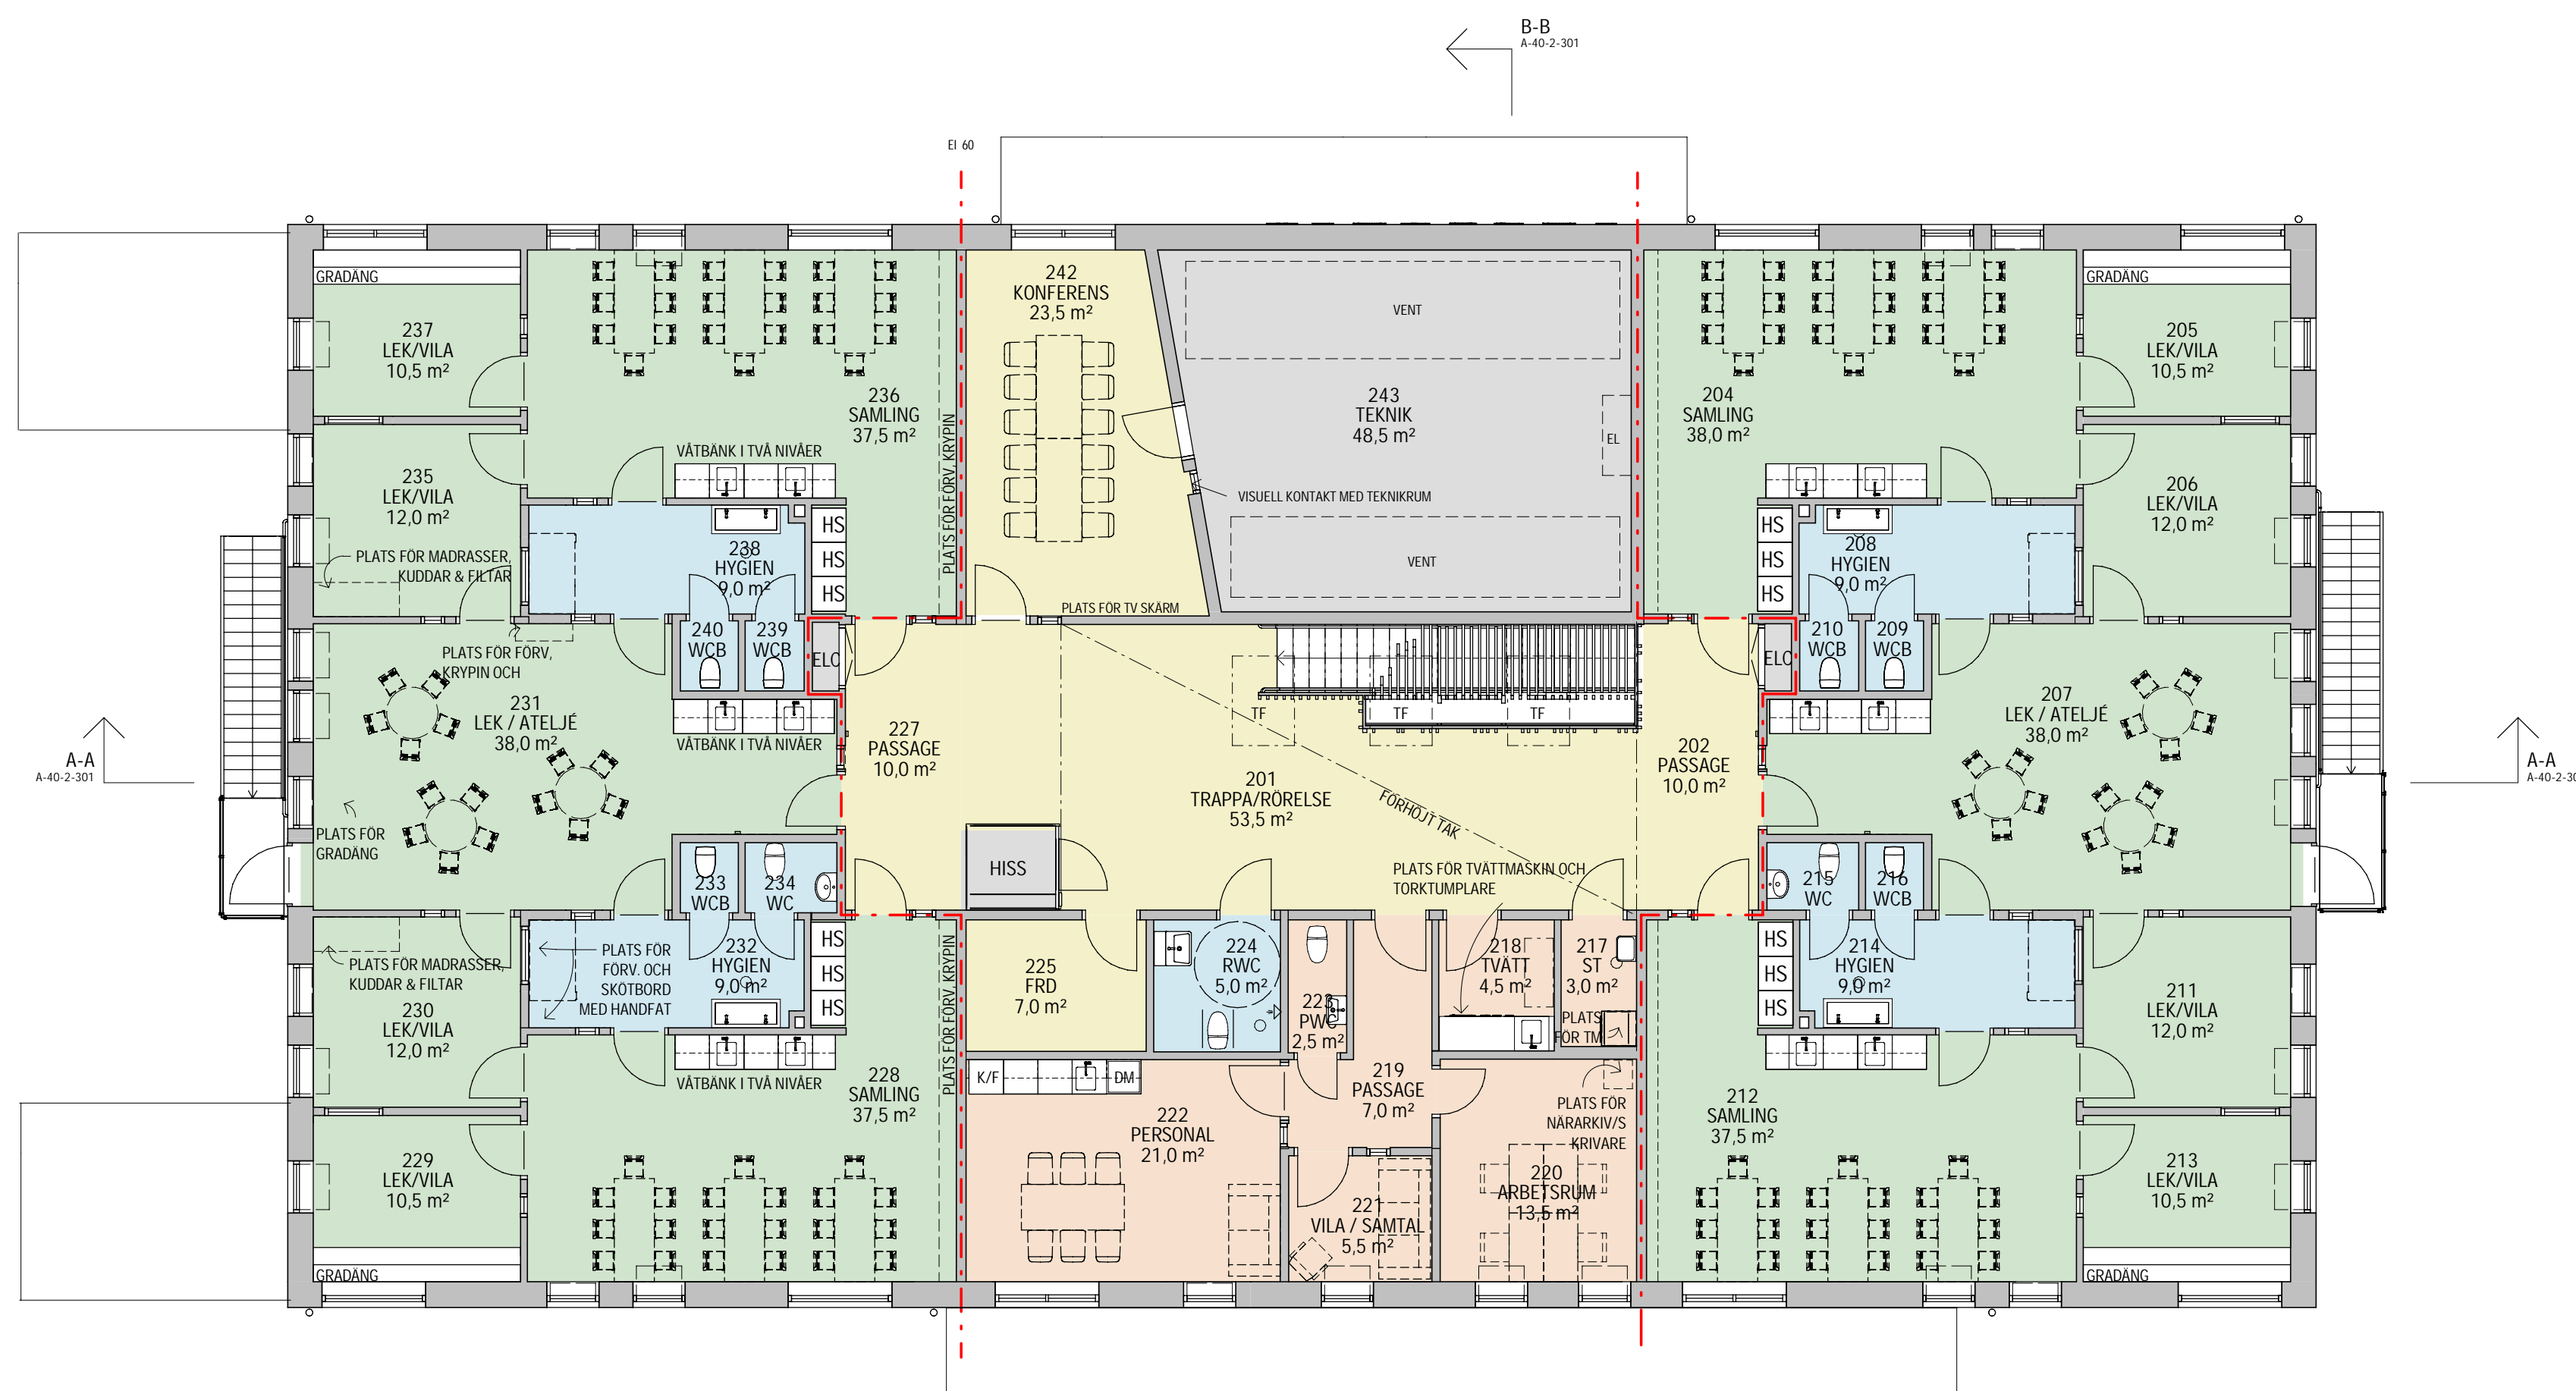 B-B
A-40-2-301
EI 60
GRADÄNG
237
LEK/VILA
10,5 m²
236
SAMLING
37,5 m²
VÅTBÄNK I TVÅ NIVÅER
PLATS FÖR FÖRV, KRYPIN
242
KONFERENS
23,5 m²
PLATS FÖR TV SKÄRM
VENT
243
TEKNIK
48,5 m²
EL
VISUELL KONTAKT MED TEKNIKRUM
VENT
204
SAMLING
38,0 m²
GRADÄNG
205
LEK/VILA
10,5 m²
235
LEK/VILA
12,0 m²
PLATS FÖR MADRASSER,
KUDDAR & FILTAR
238
HYGIEN
9,0 m²
HS
HS
HS
240
WCB
239
WCB
ELC
HS
HS
HS
208
HYGIEN
9,0 m²
206
LEK/VILA
12,0 m²
ELC
210
WCB
209
WCB
PLATS FÖR FÖRV,
KRYPIN OCH
231
LEK / ATELJÉ
38,0 m²
VÅTBÄNK I TVÅ NIVÅER
PLATS FÖR
GRADÄNG
A-A
A-40-2-301
227
PASSAGE
10,0 m²
TF
TF
TF
201
TRAPPA/RÖRELSE
53,5 m²
FÖRHÖJT TAK
202
PASSAGE
10,0 m²
207
LEK / ATELJÉ
38,0 m²
A-A
A-40-2-30
HISS
PLATS FÖR TVÄTTMASKIN OCH
TORKTUMPLARE
233
WCB
234
WC
215
WC
216
WCB
PLATS FÖR MADRASSER,
KUDDAR & FILTAR
230
LEK/VILA
12,0 m²
PLATS FÖR
FÖRV. OCH
SKÖTBORD
MED HANDFAT
232
HYGIEN
9,0 m²
HS
HS
HS
PLATS FÖR FÖRV, KRYPIN
225
FRD
7,0 m²
224
RWC
5,0 m²
223
PWC
2,5 m²
218
TVÄTT
4,5 m²
217
ST
3,0 m²
PLATS
FÖR TM
HS
HS
HS
214
HYGIEN
9,0 m²
211
LEK/VILA
12,0 m²
VÅTBÄNK I TVÅ NIVÅER
228
SAMLING
37,5 m²
K/F
DM
222
PERSONAL
21,0 m²
219
PASSAGE
7,0 m²
PLATS FÖR
NÄRARKIV/S
KRIVARE
220
ARBETSRUM
13,5 m²
221
VILA / SAMTAL
5,5 m²
212
SAMLING
37,5 m²
229
LEK/VILA
10,5 m²
GRADÄNG
213
LEK/VILA
10,5 m²
GRADÄNG